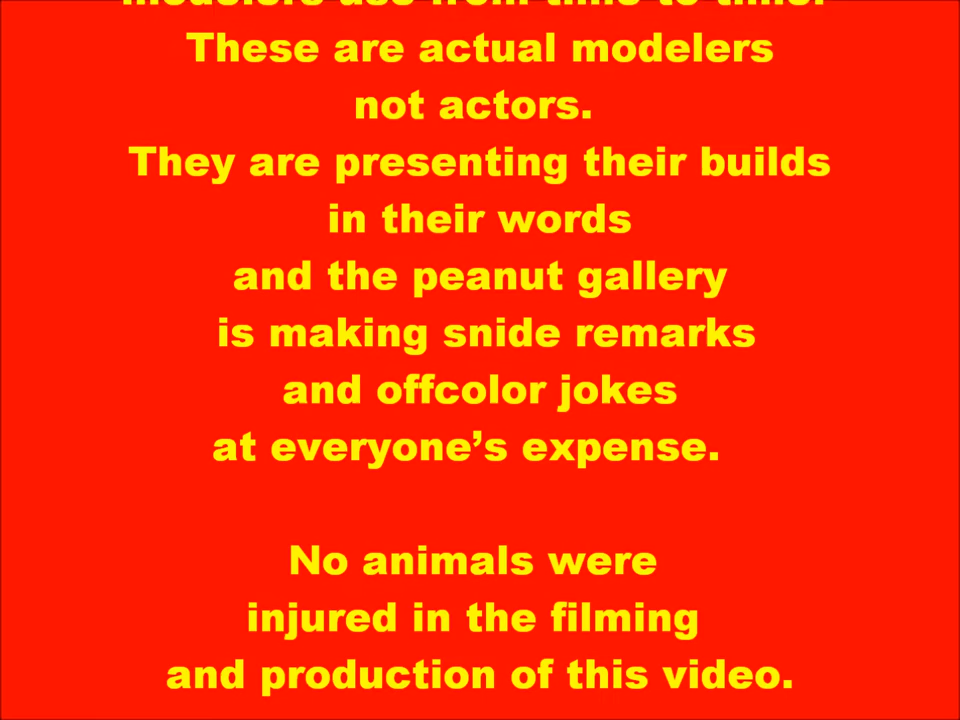 modelers use from time to time.
These are actual modelers
not actors.
They are presenting their builds
in their words
and the peanut gallery
is making snide remarks
and offcolor jokes
at everyone’s expense.
No animals were
injured in the filming
and production of this video.